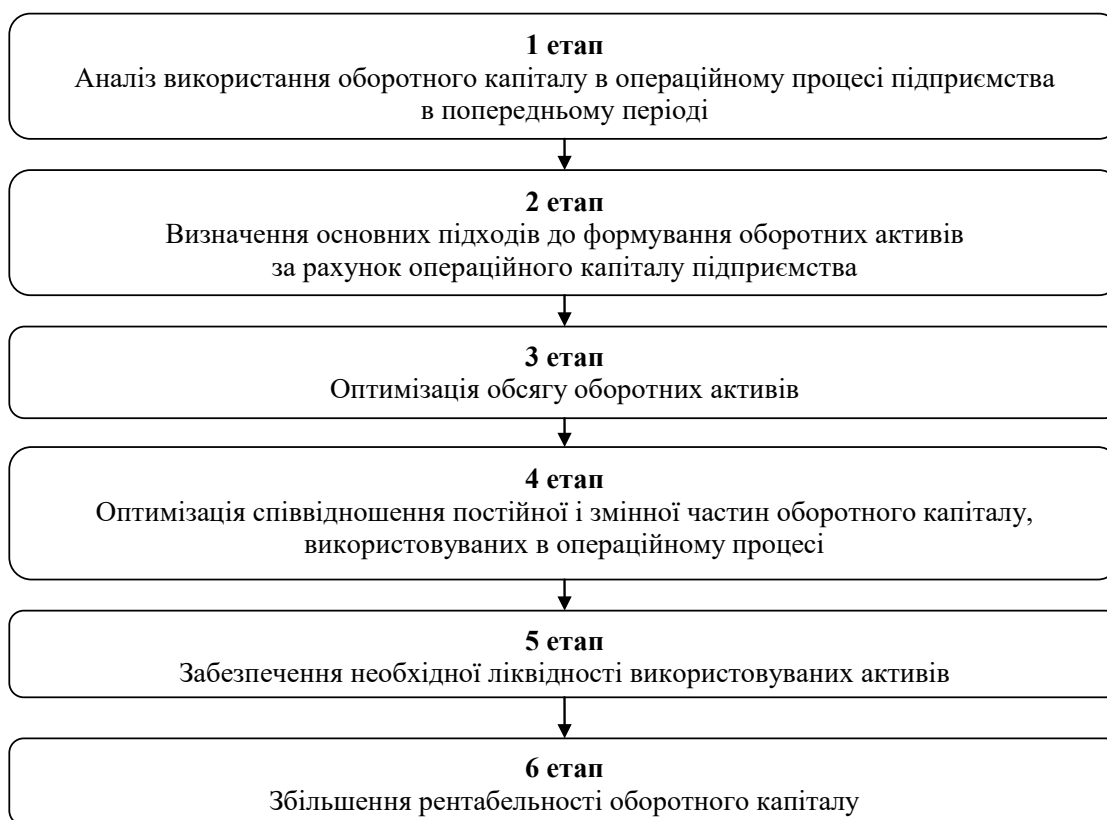 1 етап
Аналіз використання оборотного капіталу в операційному процесі підприємства
в попередньому періоді
2 етап
Визначення основних підходів до формування оборотних активів
за рахунок операційного капіталу підприємства
3 етап
Оптимізація обсягу оборотних активів
4 етап
Оптимізація співвідношення постійної і змінної частин оборотного капіталу,
використовуваних в операційному процесі
5 етап
Забезпечення необхідної ліквідності використовуваних активів
6 етап
Збільшення рентабельності оборотного капіталу